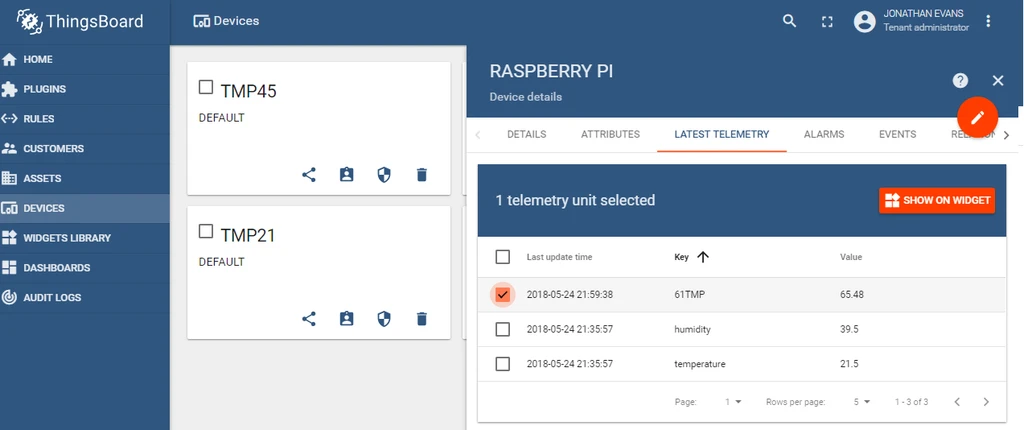 ThingsBoard
Devices
JONATHAN EVANS
Tenant administrator
HOME
PLUGINS
RULES
CUSTOMERS
ASSETS
DEVICES
WIDGETS LIBRARY
DASHBOARDS
AUDIT LOGS
TMP45
DEFAULT
TMP21
DEFAULT
RASPBERRY PI
Device details
DETAILS ATTRIBUTES LATEST TELEMETRY ALARMS EVENTS
1 telemetry unit selected
SHOW ON WIDGET
Last update time Key Value
2018-05-24 21:59:38 61TMP 65.48
2018-05-24 21:35:57 humidity 39.5
2018-05-24 21:35:57 temperature 21.5
Page: 1 Rows per page: 5 1 - 3 of 3